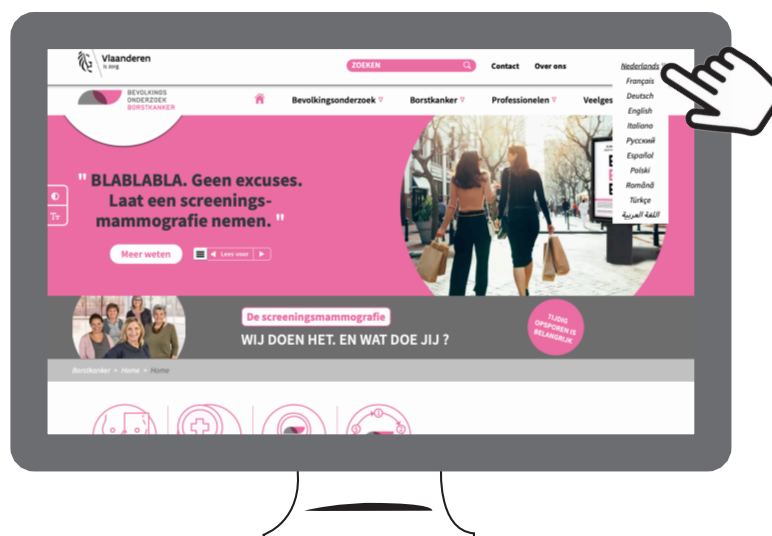 Vlaanderen
is zorg
ZOEKEN
Contact
Over ons
Nederlands
Français
Deutsch
English
Italiano
Русский
Español
Polski
Română
Türkçe
اللغة العربية
BEVOLKINGS
ONDERZOEK
BORSTKANKER
Bevolkingsonderzoek
Borstkanker
Professionelen
Veelges
" BLABLABLA. Geen excuses.
Laat een screenings-
mammografie nemen. "
Tт
Meer weten
Lees voor
De screeningsmammografie
WIJ DOEN HET. EN WAT DOE JIJ ?
TIJDIG
OPSPOREN IS
BELANGRIJK
Borstkanker • Home • Home